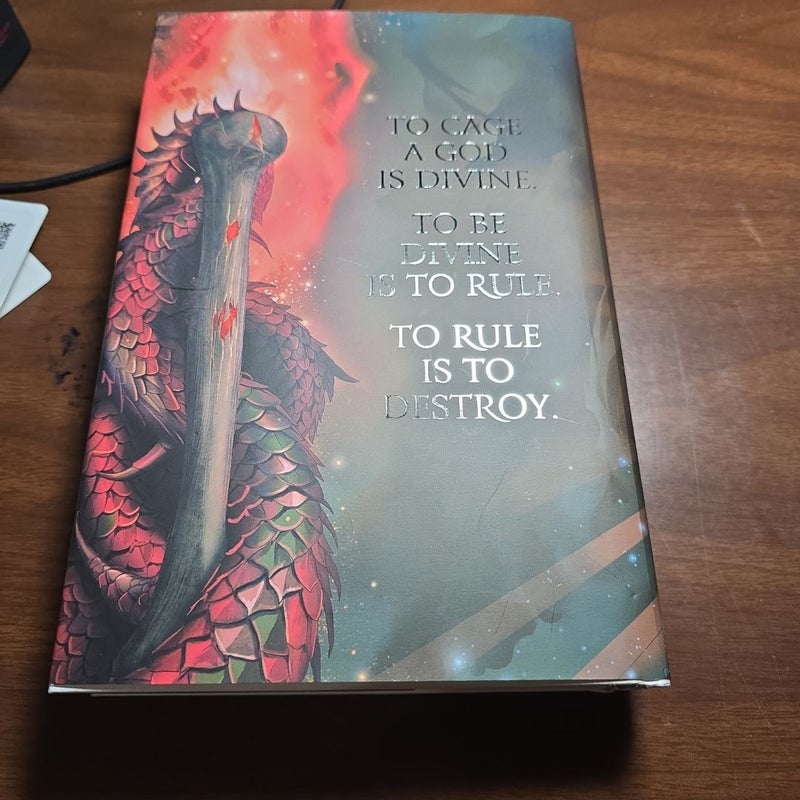 TO CAGE
A GOD
IS DIVINE.
TO BE
DIVINE
IS TO RULE.
TO RULE
IS TO
DESTROY.